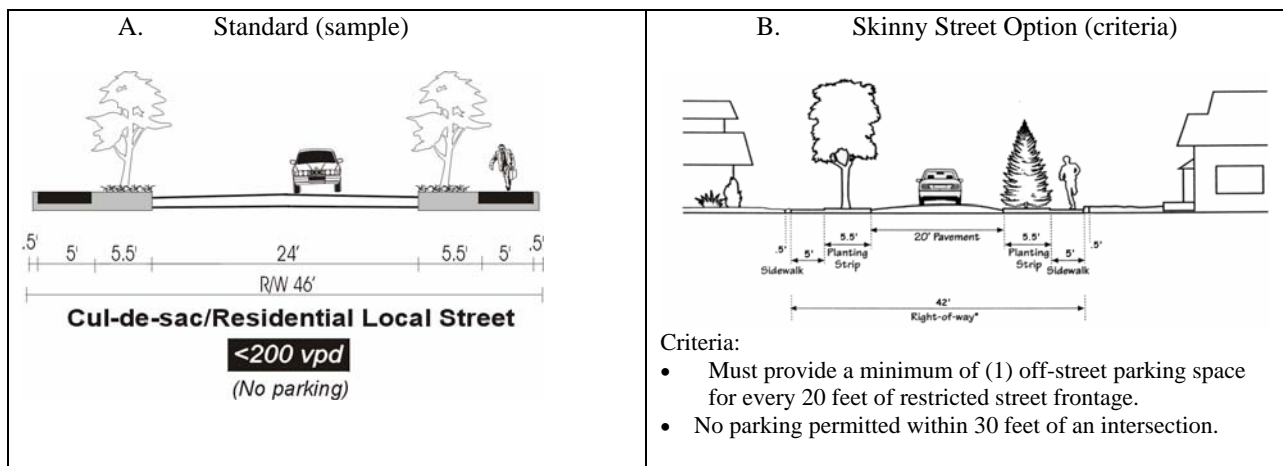 A. Standard (sample)
.5' 5' 5.5' 24' 5.5' 5' .5'
R/W 46'
Cul-de-sac/Residential Local Street
<200 vpd
(No parking)
B. Skinny Street Option (criteria)
.5' 5' 5.5' 20' Pavement 5.5' 5' .5'
Sidewalk Planting Strip Planting Strip Sidewalk
42'
Right-of-way*
Criteria:
• Must provide a minimum of (1) off-street parking space
for every 20 feet of restricted street frontage.
• No parking permitted within 30 feet of an intersection.